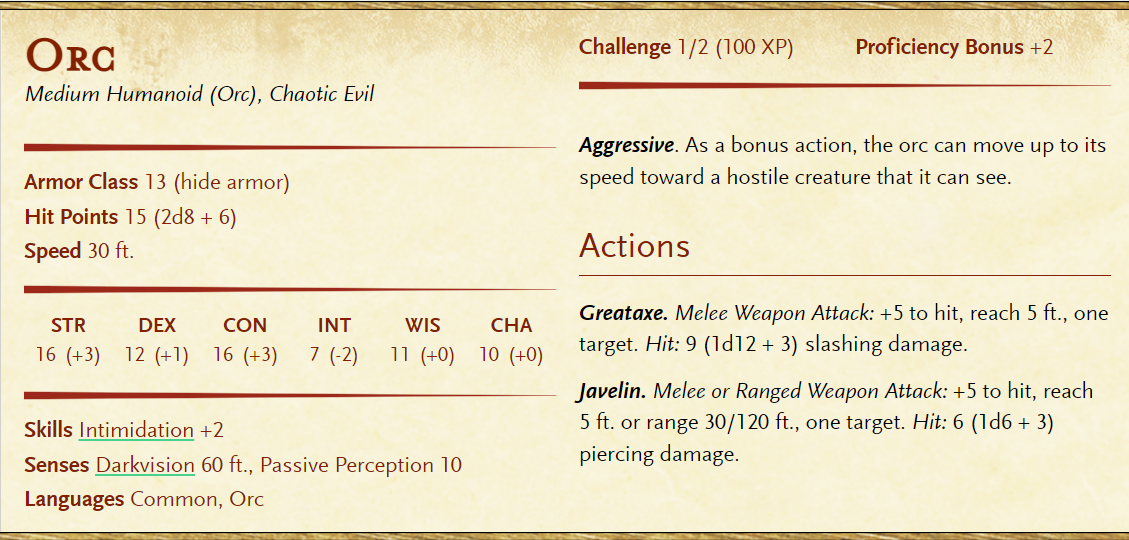 Orc
Medium Humanoid (Orc), Chaotic Evil
Armor Class 13 (hide armor)
Hit Points 15 (2d8 + 6)
Speed 30 ft.
STR DEX CON INT WIS CHA
16 (+3) 12 (+1) 16 (+3) 7 (-2) 11 (+0) 10 (+0)
Skills Intimidation +2
Senses Darkvision 60 ft., Passive Perception 10
Languages Common, Orc
Challenge 1/2 (100 XP) Proficiency Bonus +2
Aggressive. As a bonus action, the orc can move up to its
speed toward a hostile creature that it can see.
Actions
Greataxe. Melee Weapon Attack: +5 to hit, reach 5 ft., one
target. Hit: 9 (1d12 + 3) slashing damage.
Javelin. Melee or Ranged Weapon Attack: +5 to hit, reach
5 ft. or range 30/120 ft., one target. Hit: 6 (1d6 + 3)
piercing damage.